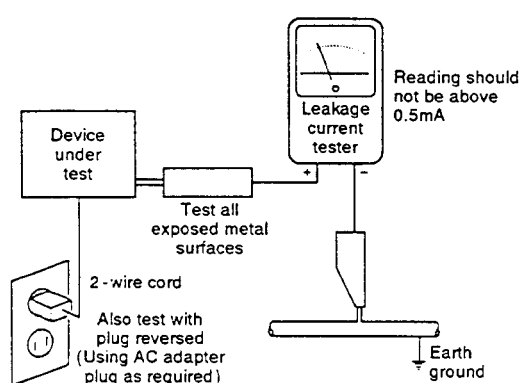 Reading should
not be above
0.5mA
Leakage
current
tester
+
-
Device
under
test
Test all
exposed metal
surfaces
2-wire cord
Also test with
plug reversed
(Using AC adapter
plug as required)
Earth
ground